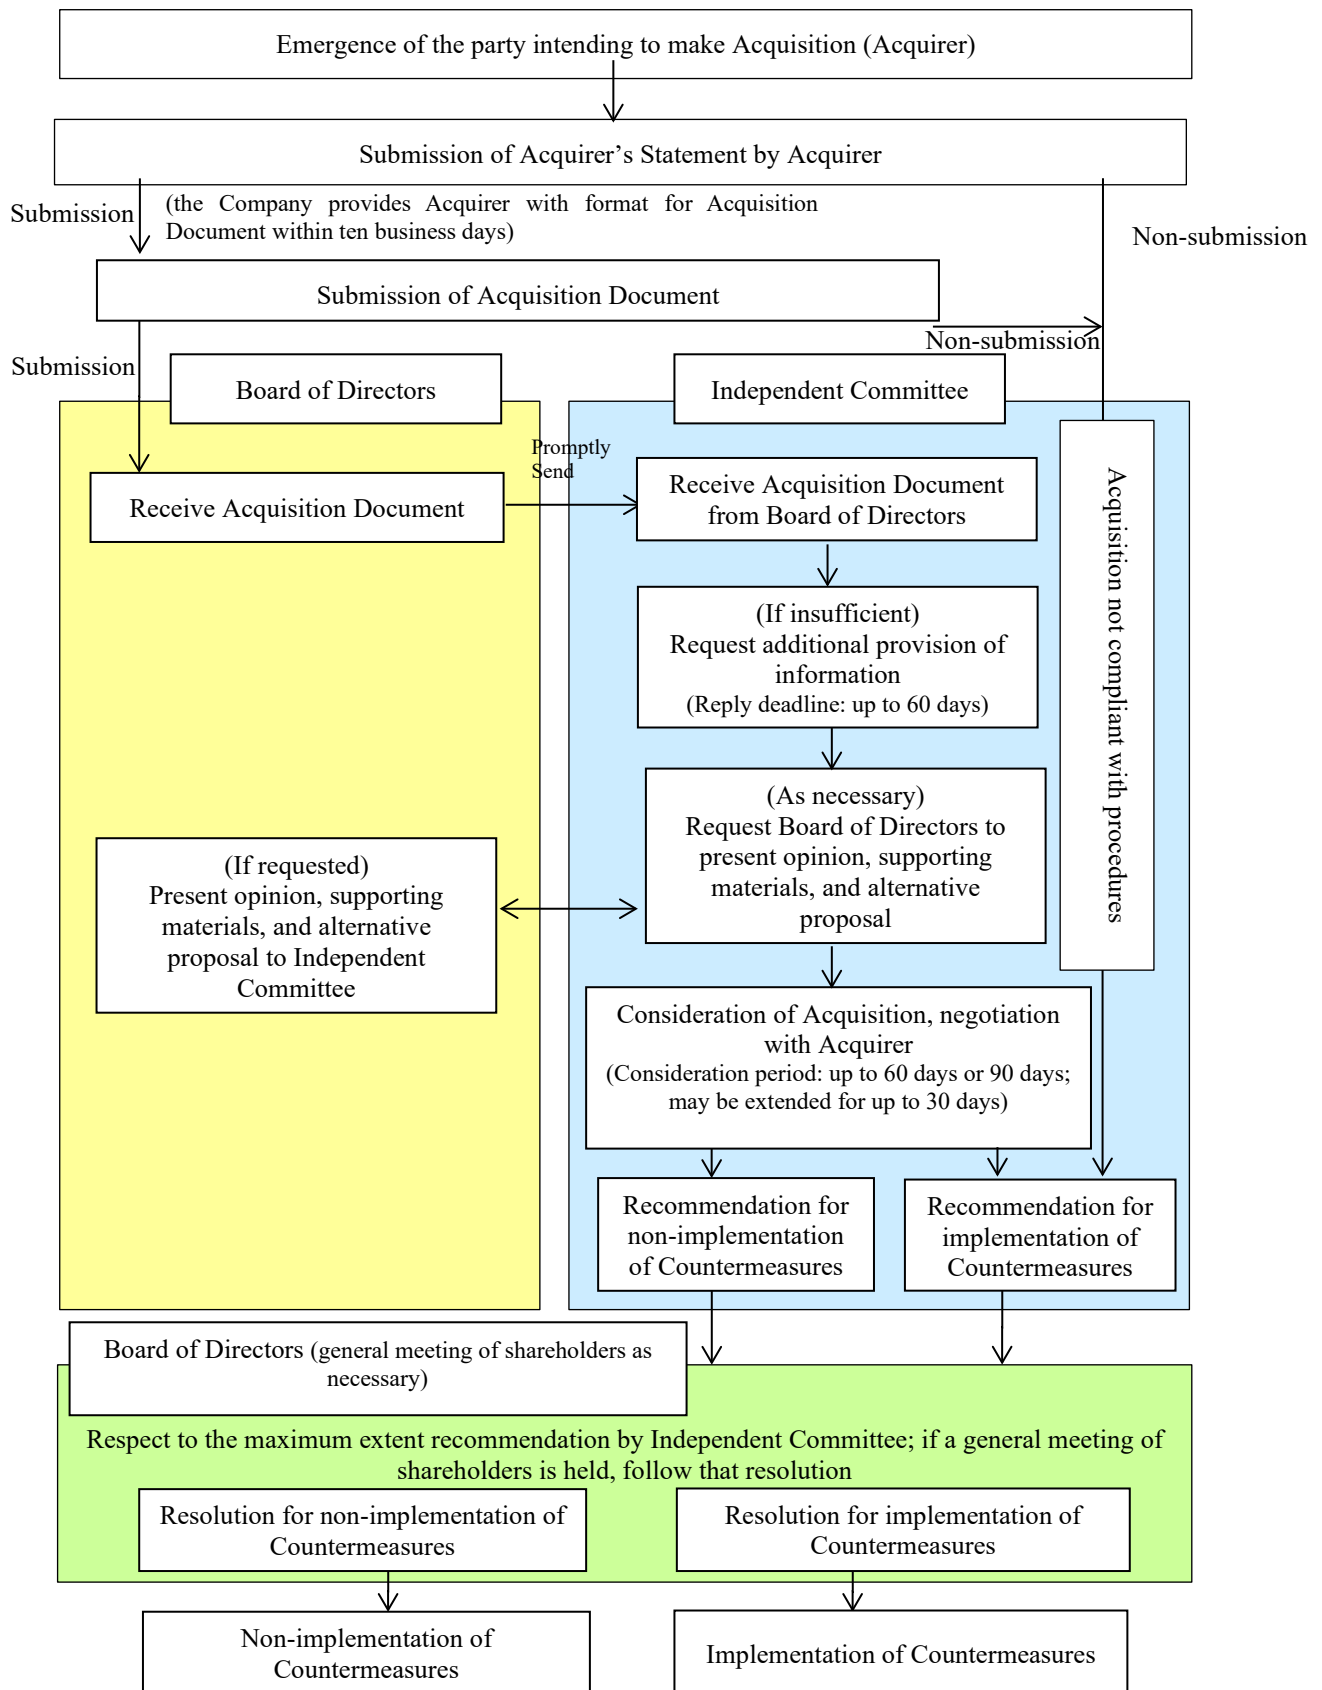 Emergence of the party intending to make Acquisition (Acquirer)
Submission of Acquirer’s Statement by Acquirer
Submission
(the Company provides Acquirer with format for Acquisition
Document within ten business days)
Non-submission
Submission of Acquisition Document
Non-submission
Submission
Board of Directors
Independent Committee
Promptly
Send
Receive Acquisition Document
Receive Acquisition Document
from Board of Directors
(If insufficient)
Request additional provision of
information
(Reply deadline: up to 60 days)
Acquisition not compliant with procedures
(As necessary)
Request Board of Directors to
present opinion, supporting
materials, and alternative
proposal
(If requested)
Present opinion, supporting
materials, and alternative
proposal to Independent
Committee
Consideration of Acquisition, negotiation
with Acquirer
(Consideration period: up to 60 days or 90 days;
may be extended for up to 30 days)
Recommendation for
non-implementation
of Countermeasures
Recommendation for
implementation of
Countermeasures
Board of Directors (general meeting of shareholders as
necessary)
Respect to the maximum extent recommendation by Independent Committee; if a general meeting of
shareholders is held, follow that resolution
Resolution for non-implementation of
Countermeasures
Resolution for implementation of
Countermeasures
Non-implementation of
Countermeasures
Implementation of Countermeasures